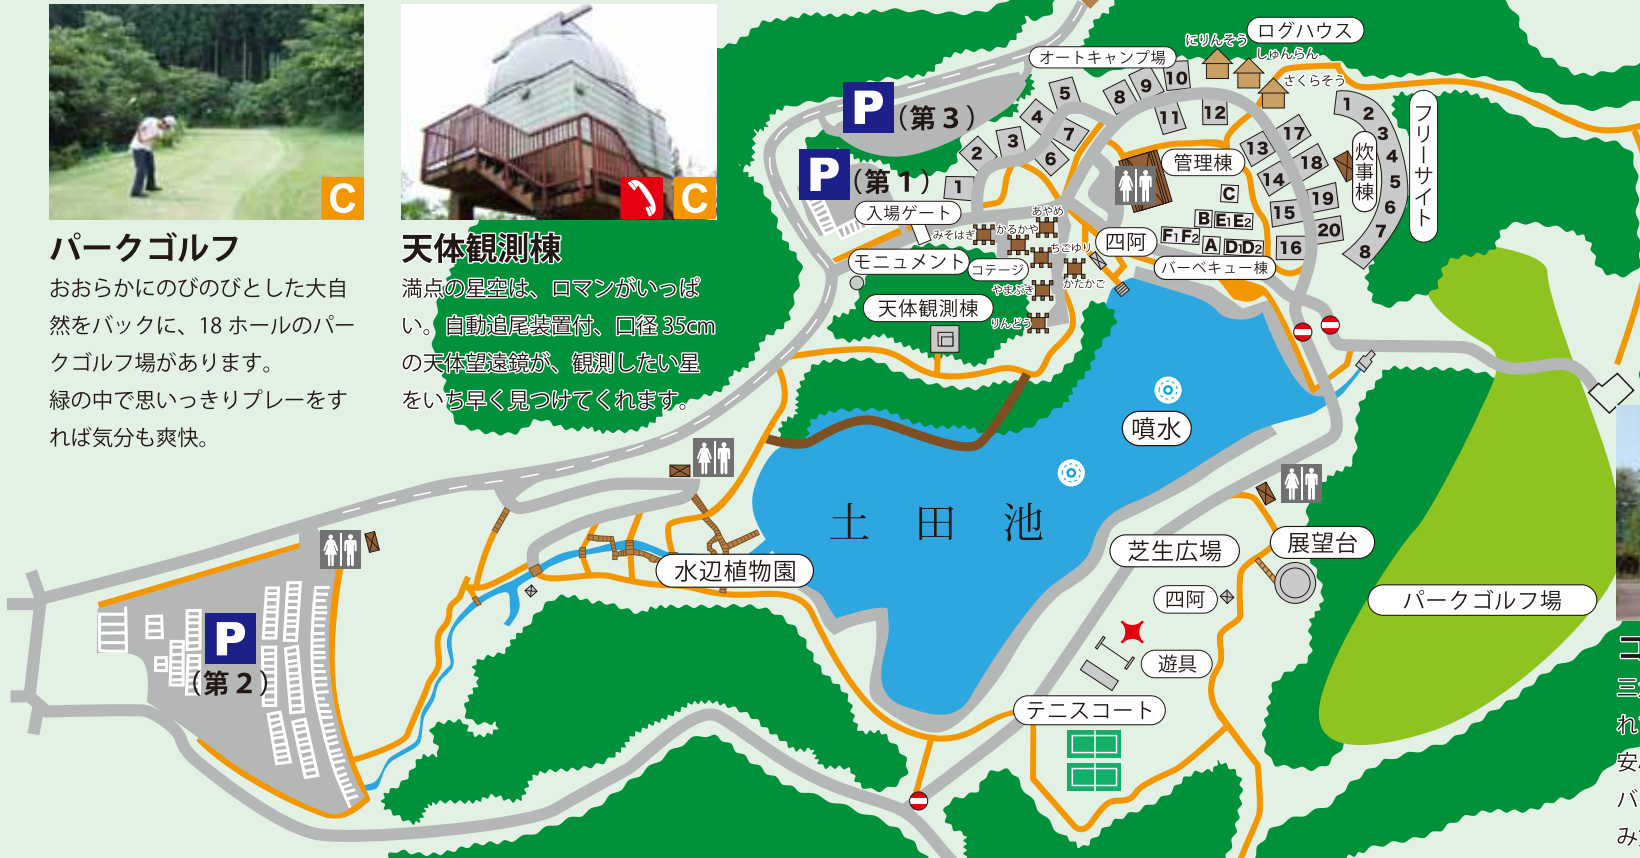 C
C
パークゴルフ
おおらかにのびのびとした大自
然をバックに、18 ホールのパー
クゴルフ場があります。
緑の中で思いっきりプレーをす
れば気分も爽快。
天体観測棟
満点の星空は、ロマンがいっぱ
い。自動追尾装置付、口径 35cm
の天体望遠鏡が、観測したい星
をいち早く見つけてくれます。
P
(第3)
P
(第1)
入場ゲート
モニュメント
天体観測棟
コテージ
みそはぎ
かるかや
あやめ
ちごゆり
かたかご
やまぶき
りんどう
オートキャンプ場
1
2
3
4
5
6
7
8
9
10
11
12
13
14
15
16
17
18
19
20
ログハウス
にりんそう
しゅんらん
さくらそう
管理棟
四阿
C
B E1 E2
F1 F2
A D1 D2
バーベキュー棟
フリーサイト
炊事棟
1
2
3
4
5
6
7
8
噴水
土田池
水辺植物園
P
(第2)
芝生広場
展望台
四阿
遊具
テニスコート
パークゴルフ場
コ
三
れ
安
バ
み